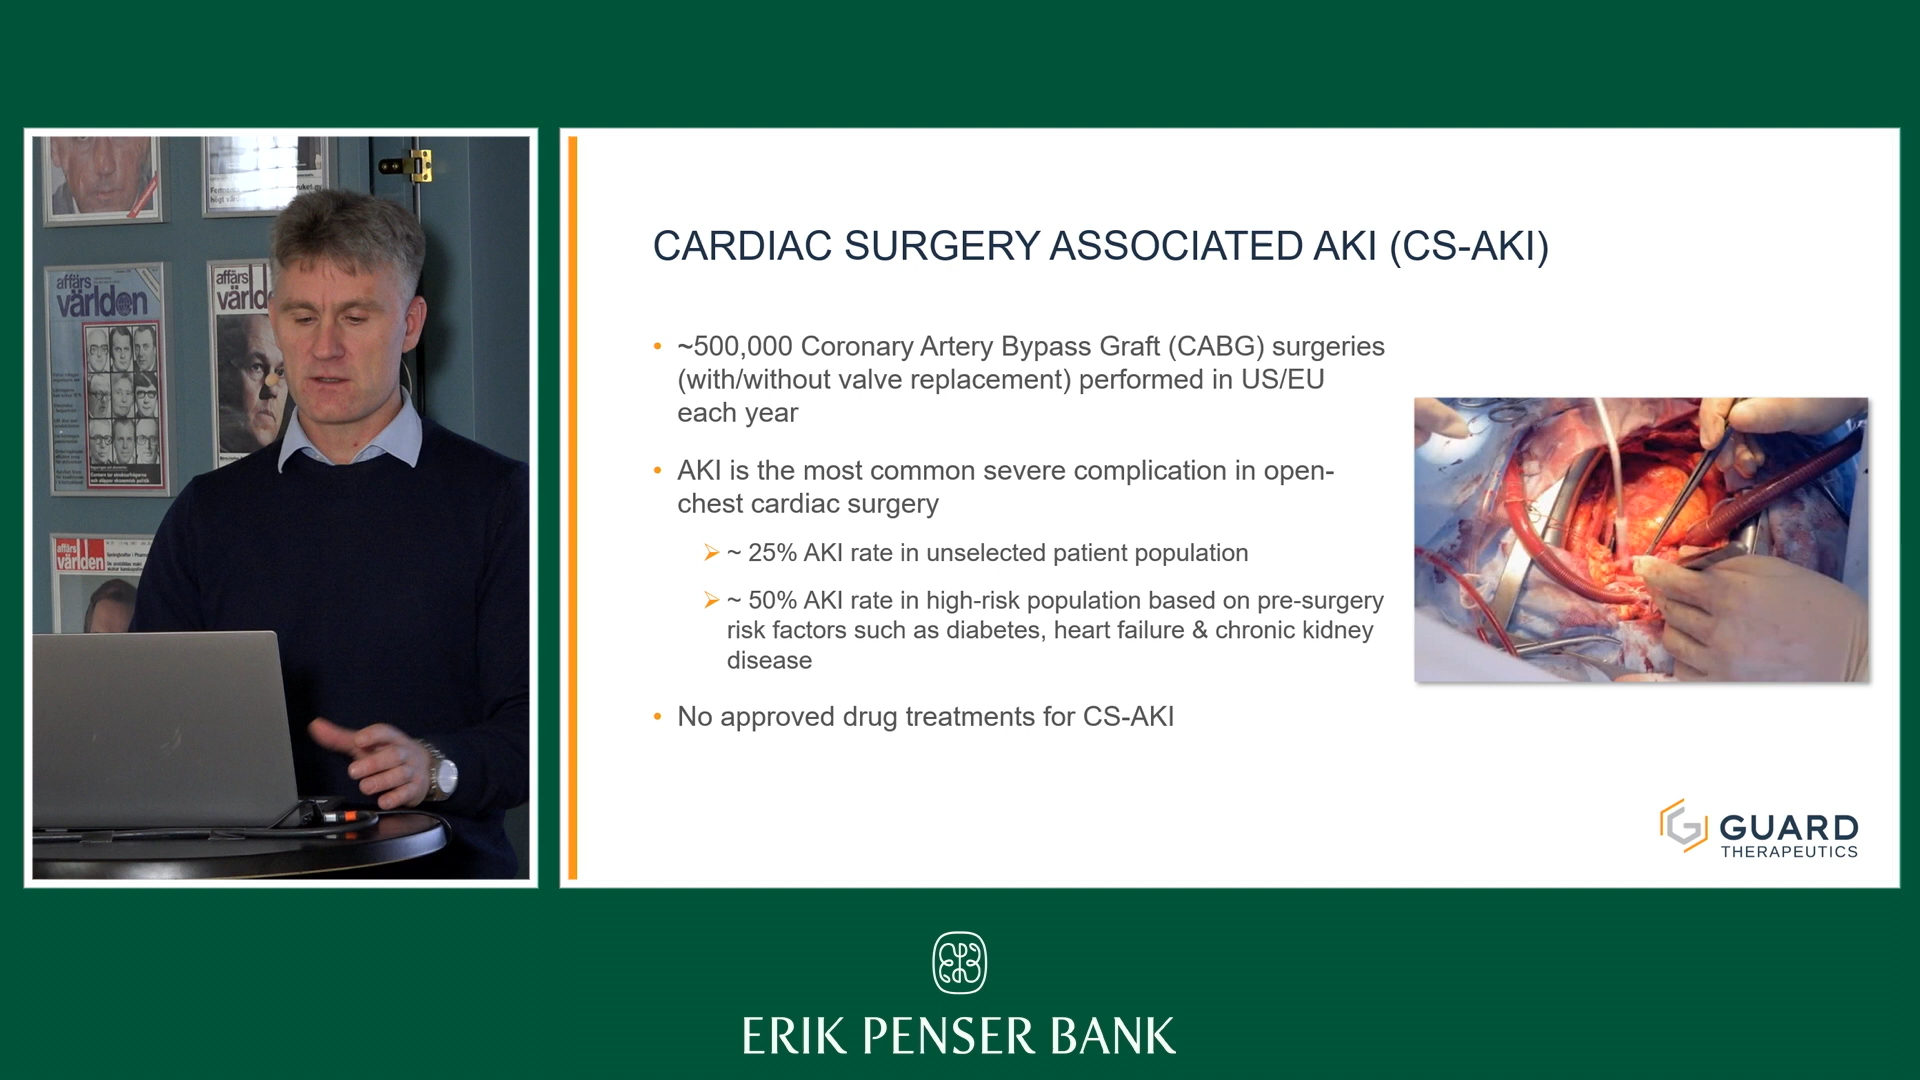 affärs
världen
affärs
värld
affärs
världen
CARDIAC SURGERY ASSOCIATED AKI (CS-AKI)
• ~500,000 Coronary Artery Bypass Graft (CABG) surgeries
(with/without valve replacement) performed in US/EU
each year
• AKI is the most common severe complication in open-
chest cardiac surgery
➢ ~ 25% AKI rate in unselected patient population
➢ ~ 50% AKI rate in high-risk population based on pre-surgery
risk factors such as diabetes, heart failure & chronic kidney
disease
• No approved drug treatments for CS-AKI
GUARD
THERAPEUTICS
ERIK PENSER BANK